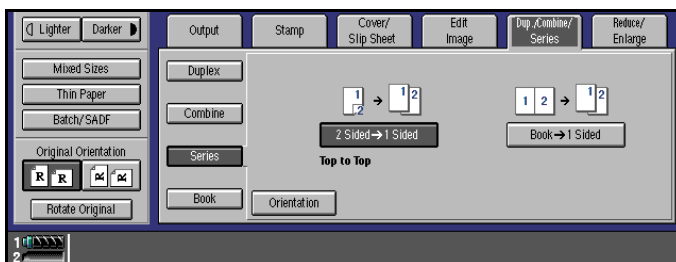 Lighter Darker
Mixed Sizes
Thin Paper
Batch/SADF
Original Orientation
R R R R
Rotate Original
1
2
Output Stamp Cover/ Slip Sheet Edit Image Dup./Combine/ Series Reduce/ Enlarge
Duplex
Combine
Series
Book
1 2 → 1 2
2 Sided→1 Sided
Top to Top
Orientation
1 2 → 1 2
Book→1 Sided